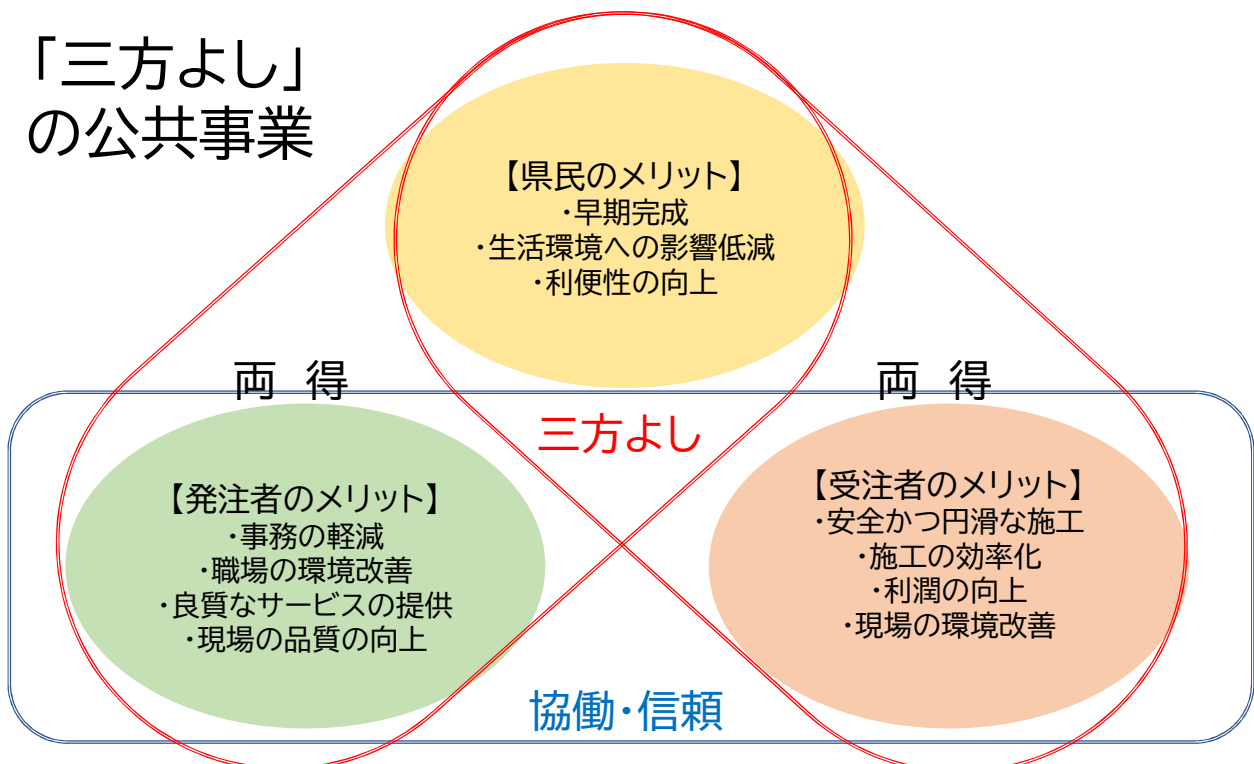 「三方よし」
の公共事業
【県民のメリット】
・早期完成
・生活環境への影響低減
・利便性の向上
両 得
両 得
三方よし
【発注者のメリット】
・事務の軽減
・職場の環境改善
・良質なサービスの提供
・現場の品質の向上
【受注者のメリット】
・安全かつ円滑な施工
・施工の効率化
・利潤の向上
・現場の環境改善
協働・信頼